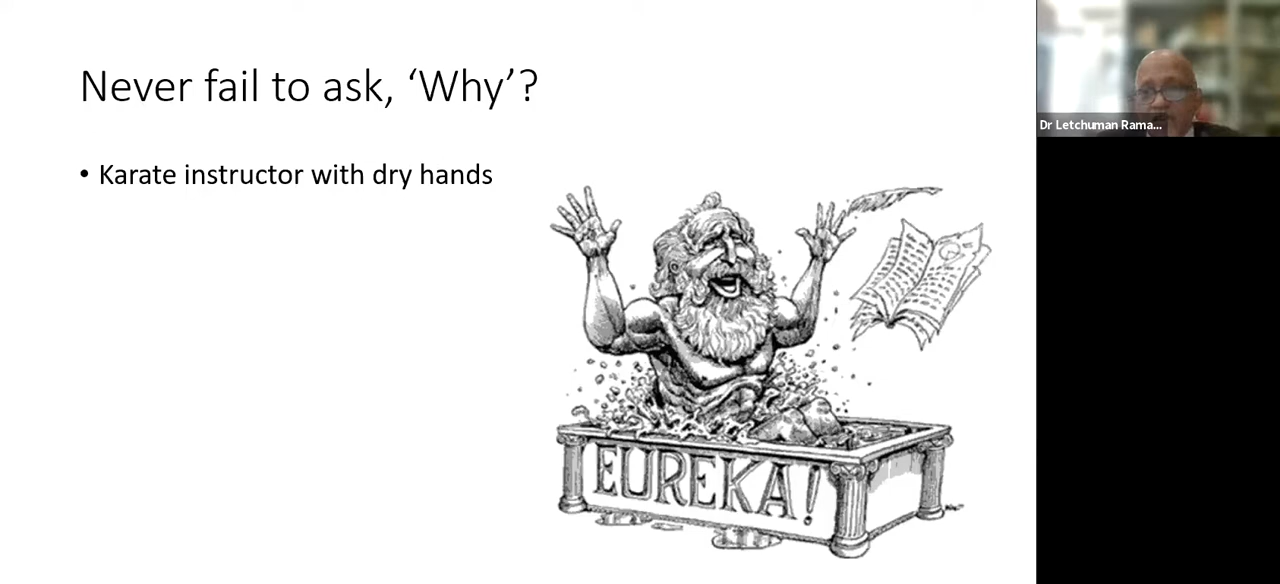 Never fail to ask, ‘Why’?
• Karate instructor with dry hands
EUREKA!
Dr Letchuman Rama...